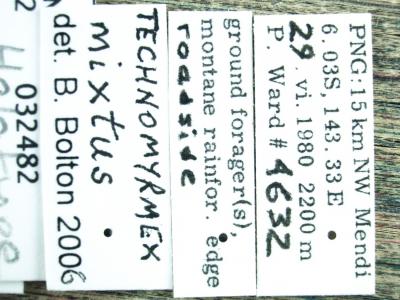 PNG:15 km NW Mendi
6.03S, 143.33 E
29. vi. 1980 2200 m
P. Ward # 4632
ground forager(s),
montane rainfor. edge
roadside
TECHNOMYRMEX
mixtus
det. B. Bolton 2006
032482